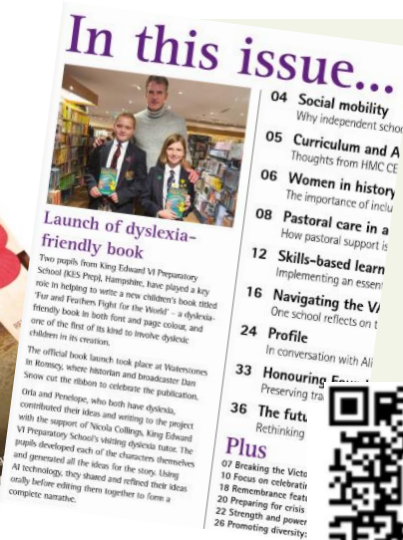 In this issue...
Launch of dyslexia-
friendly book
Two pupils from King Edward VI Preparatory
School (KES Prep), Hampshire, have played a key
role in helping to write a new children's book titled
'Fur and Feathers Fight for the World' – a dyslexia-
friendly book in both font and page colour, and
one of the first of its kind to involve dyslexic
children in its creation.
The official book launch took place at Waterstones
in Romsey, where historian and broadcaster Dan
Snow cut the ribbon to celebrate the publication.
Orla and Penelope, who both have dyslexia,
contributed their ideas and writing to the project
with the support of Nicola Collings, King Edward
VI Preparatory School's visiting dyslexia tutor. The
pupils developed each of the characters themselves
and generated all the ideas for the story. Using
AI technology, they shared and refined their ideas
orally before editing them together to form a
complete narrative.
04 Social mobility
Why independent schoo
05 Curriculum and A
Thoughts from HMC CE
06 Women in history
The importance of inclu
08 Pastoral care in a
How pastoral support is
12 Skills-based learn
Implementing an essen
16 Navigating the VA
One school reflects on t
24 Profile
In conversation with Ali
33 Honouring
Preserving tra
36 The futu
Rethinking
Plus
07 Breaking the Victo
10 Focus on celebrati
18 Remembrance featu
20 Preparing for crisis
22 Strength and power
26 Promoting diversity: